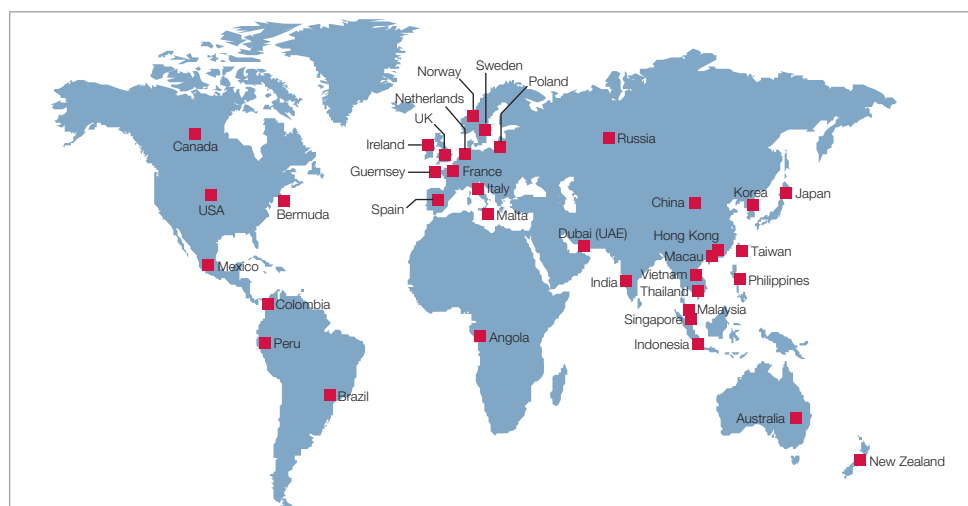 Sweden
Norway
Poland
Netherlands
UK
Canada
Ireland
Russia
Guernsey
France
Italy
USA
Bermuda
Spain
Malta
China
Korea
Japan
Dubai (UAE)
Hong Kong
Macau
Taiwan
Mexico
India
Vietnam
Philippines
Thailand
Colombia
Malaysia
Singapore
Peru
Angola
Indonesia
Brazil
Australia
New Zealand